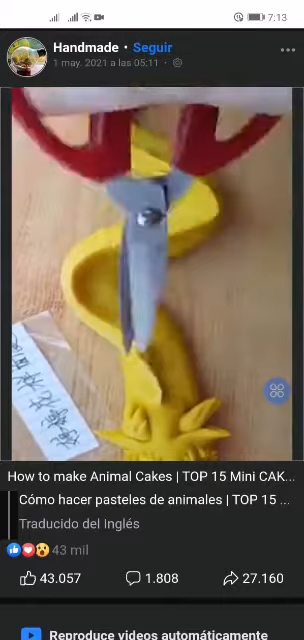 7:13
Handmade • Seguir
1 may. 2021 a las 05:11 •
How to make Animal Cakes | TOP 15 Mini CAK...
Cómo hacer pasteles de animales | TOP 15 ...
Traducido del Inglés
43 mil
43.057 1.808 27.160
Reproduce videos automáticamente